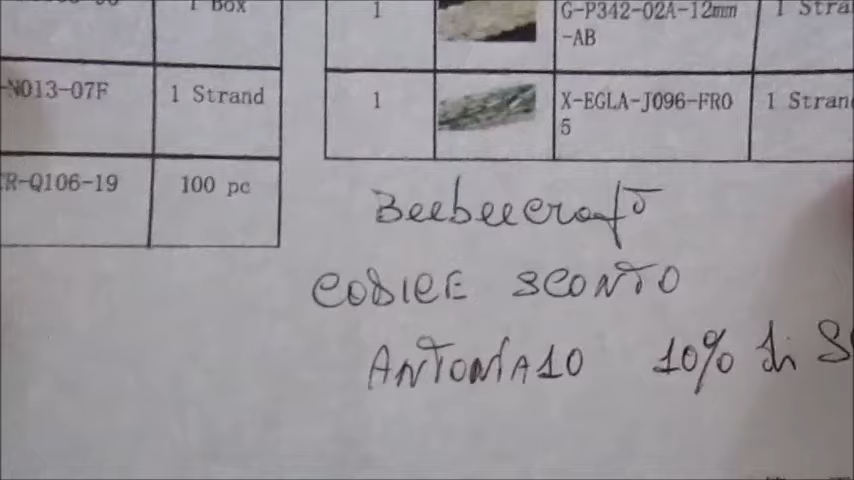 1 Box
-N013-07F 1 Strand
R-Q106-19 100 pc
1 G-P342-02A-12mm 1 Stra
-AB
1 X-EGLA-J096-FR0 1 Stran
5
Beebeecraft
CODICE SCONTO
ANTONIA10 10% di S